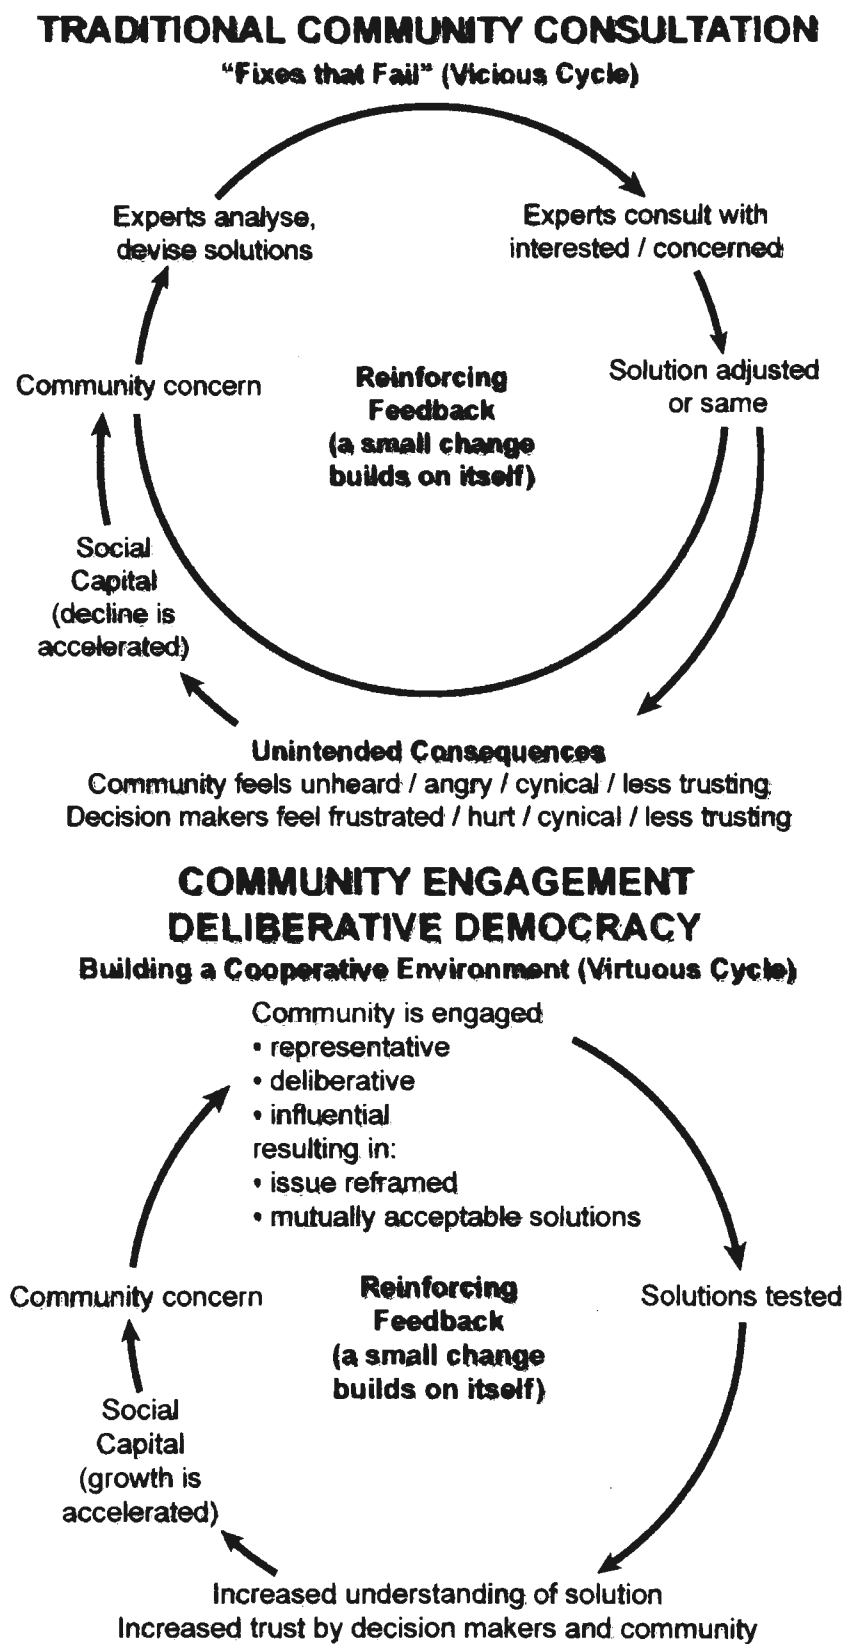 TRADITIONAL COMMUNITY CONSULTATION
“Fixes that Fail” (Vicious Cycle)
Experts analyse,
devise solutions
Experts consult with
interested / concerned
Community concern
Reinforcing
Feedback
(a small change
builds on itself)
Solution adjusted
or same
Social
Capital
(decline is
accelerated)
Unintended Consequences
Community feels unheard / angry / cynical / less trusting
Decision makers feel frustrated / hurt / cynical / less trusting
COMMUNITY ENGAGEMENT
DELIBERATIVE DEMOCRACY
Building a Cooperative Environment (Virtuous Cycle)
Community is engaged
• representative
• deliberative
• influential
resulting in:
• issue reframed
• mutually acceptable solutions
Community concern
Reinforcing
Feedback
(a small change
builds on itself)
Solutions tested
Social
Capital
(growth is
accelerated)
Increased understanding of solution
Increased trust by decision makers and community